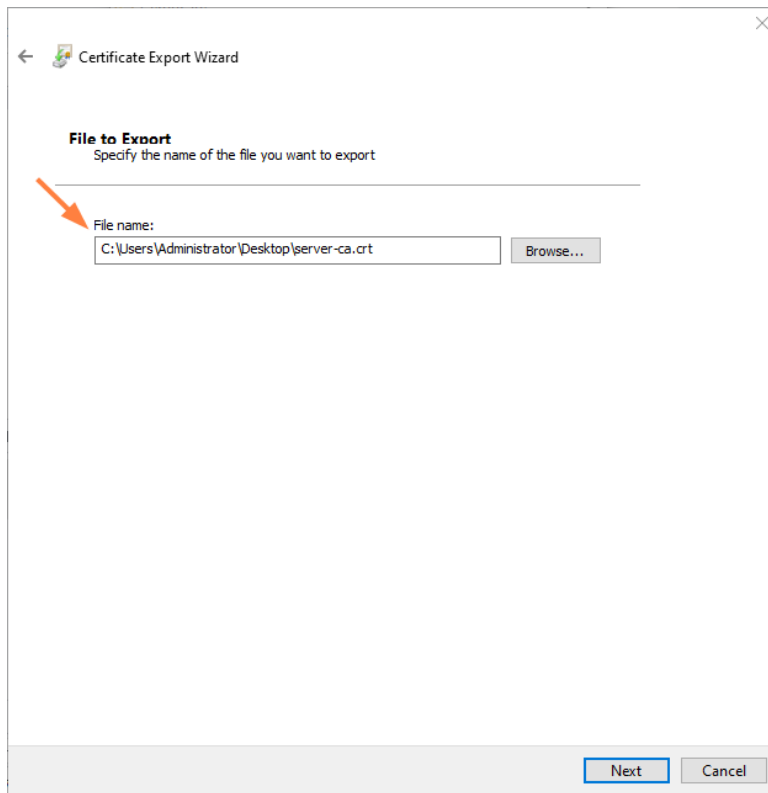 Certificate Export Wizard
File to Export
Specify the name of the file you want to export
File name:
C:\Users\Administrator\Desktop\server-ca.crt
Browse...
Next
Cancel